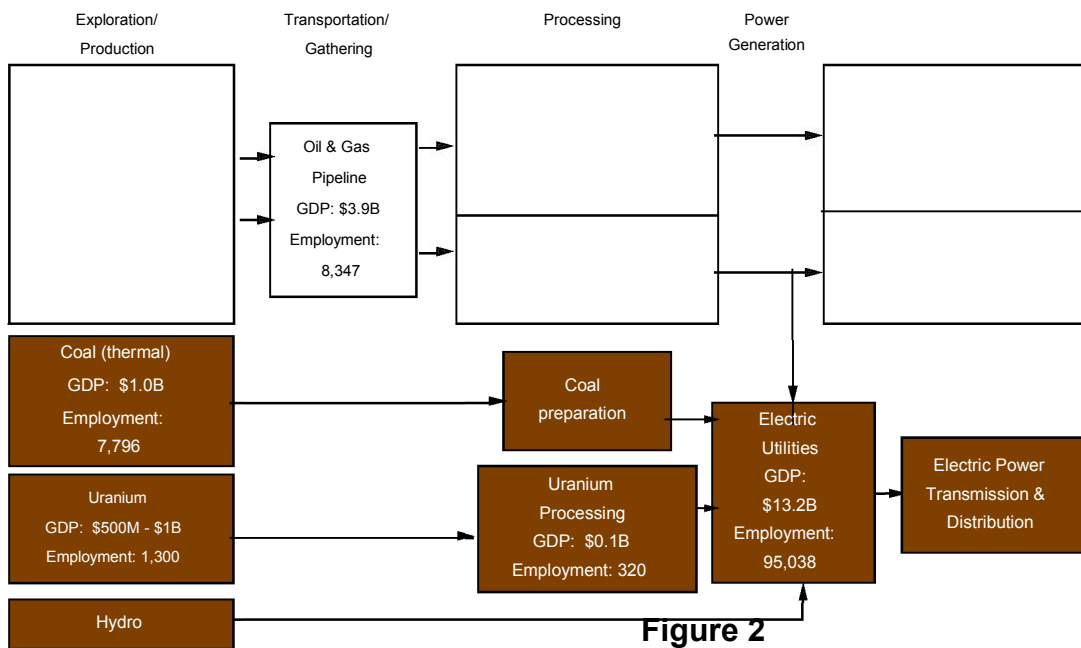 Exploration/
Production
Transportation/
Gathering
Processing
Power
Generation
Oil & Gas
Pipeline
GDP: $3.9B
Employment:
8,347
Coal (thermal)
GDP: $1.0B
Employment:
7,796
Coal
preparation
Electric
Utilities
GDP:
$13.2B
Employment:
95,038
Electric Power
Transmission &
Distribution
Uranium
GDP: $500M - $1B
Employment: 1,300
Uranium
Processing
GDP: $0.1B
Employment: 320
Hydro
Figure 2